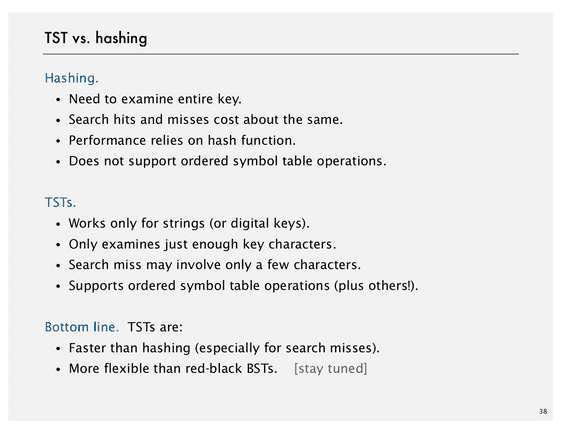 TST vs. hashing
Hashing.
• Need to examine entire key.
• Search hits and misses cost about the same.
• Performance relies on hash function.
• Does not support ordered symbol table operations.
TSTs.
• Works only for strings (or digital keys).
• Only examines just enough key characters.
• Search miss may involve only a few characters.
• Supports ordered symbol table operations (plus others!).
Bottom line. TSTs are:
• Faster than hashing (especially for search misses).
• More flexible than red-black BSTs. [stay tuned]
38